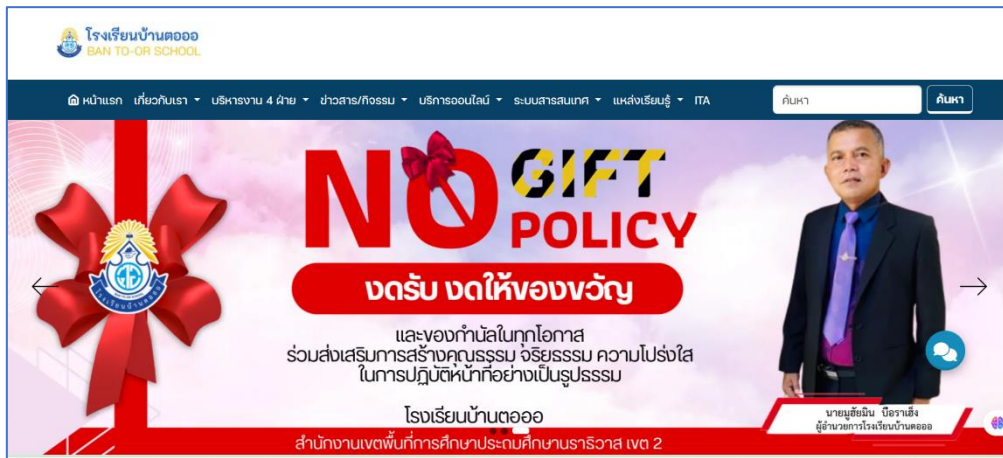 โรงเรียนบ้านตอออ
BAN TO-OR SCHOOL
หน้าแรก เกี่ยวกับเรา บริหารงาน 4 ฝ่าย ข่าวสาร/กิจกรรม บริการออนไลน์ ระบบสารสนเทศ แหล่งเรียนรู้ ITA ค้นหา ค้นหา
NO GIFT
POLICY
งดรับ งดให้ของขวัญ
และของกำนัลในทุกโอกาส
ร่วมส่งเสริมการสร้างคุณธรรม จริยธรรม ความโปร่งใส
ในการปฏิบัติหน้าที่อย่างเป็นรูปธรรม
โรงเรียนบ้านตอออ
สำนักงานเขตพื้นที่การศึกษาประถมศึกษานราธิวาส เขต 2
นายมูฮัยมิน บือราเฮง
ผู้อำนวยการโรงเรียนบ้านตอออ